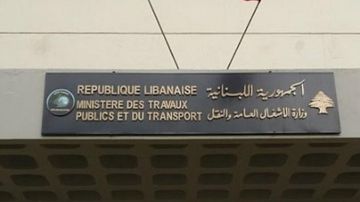 REPUBLIQUE LIBANAISE
MINISTERE DES TRAVAUX
PUBLICS ET DU TRANSPORT
الجمهورية اللبنانية
وزارة الأشغال العامة والنقل